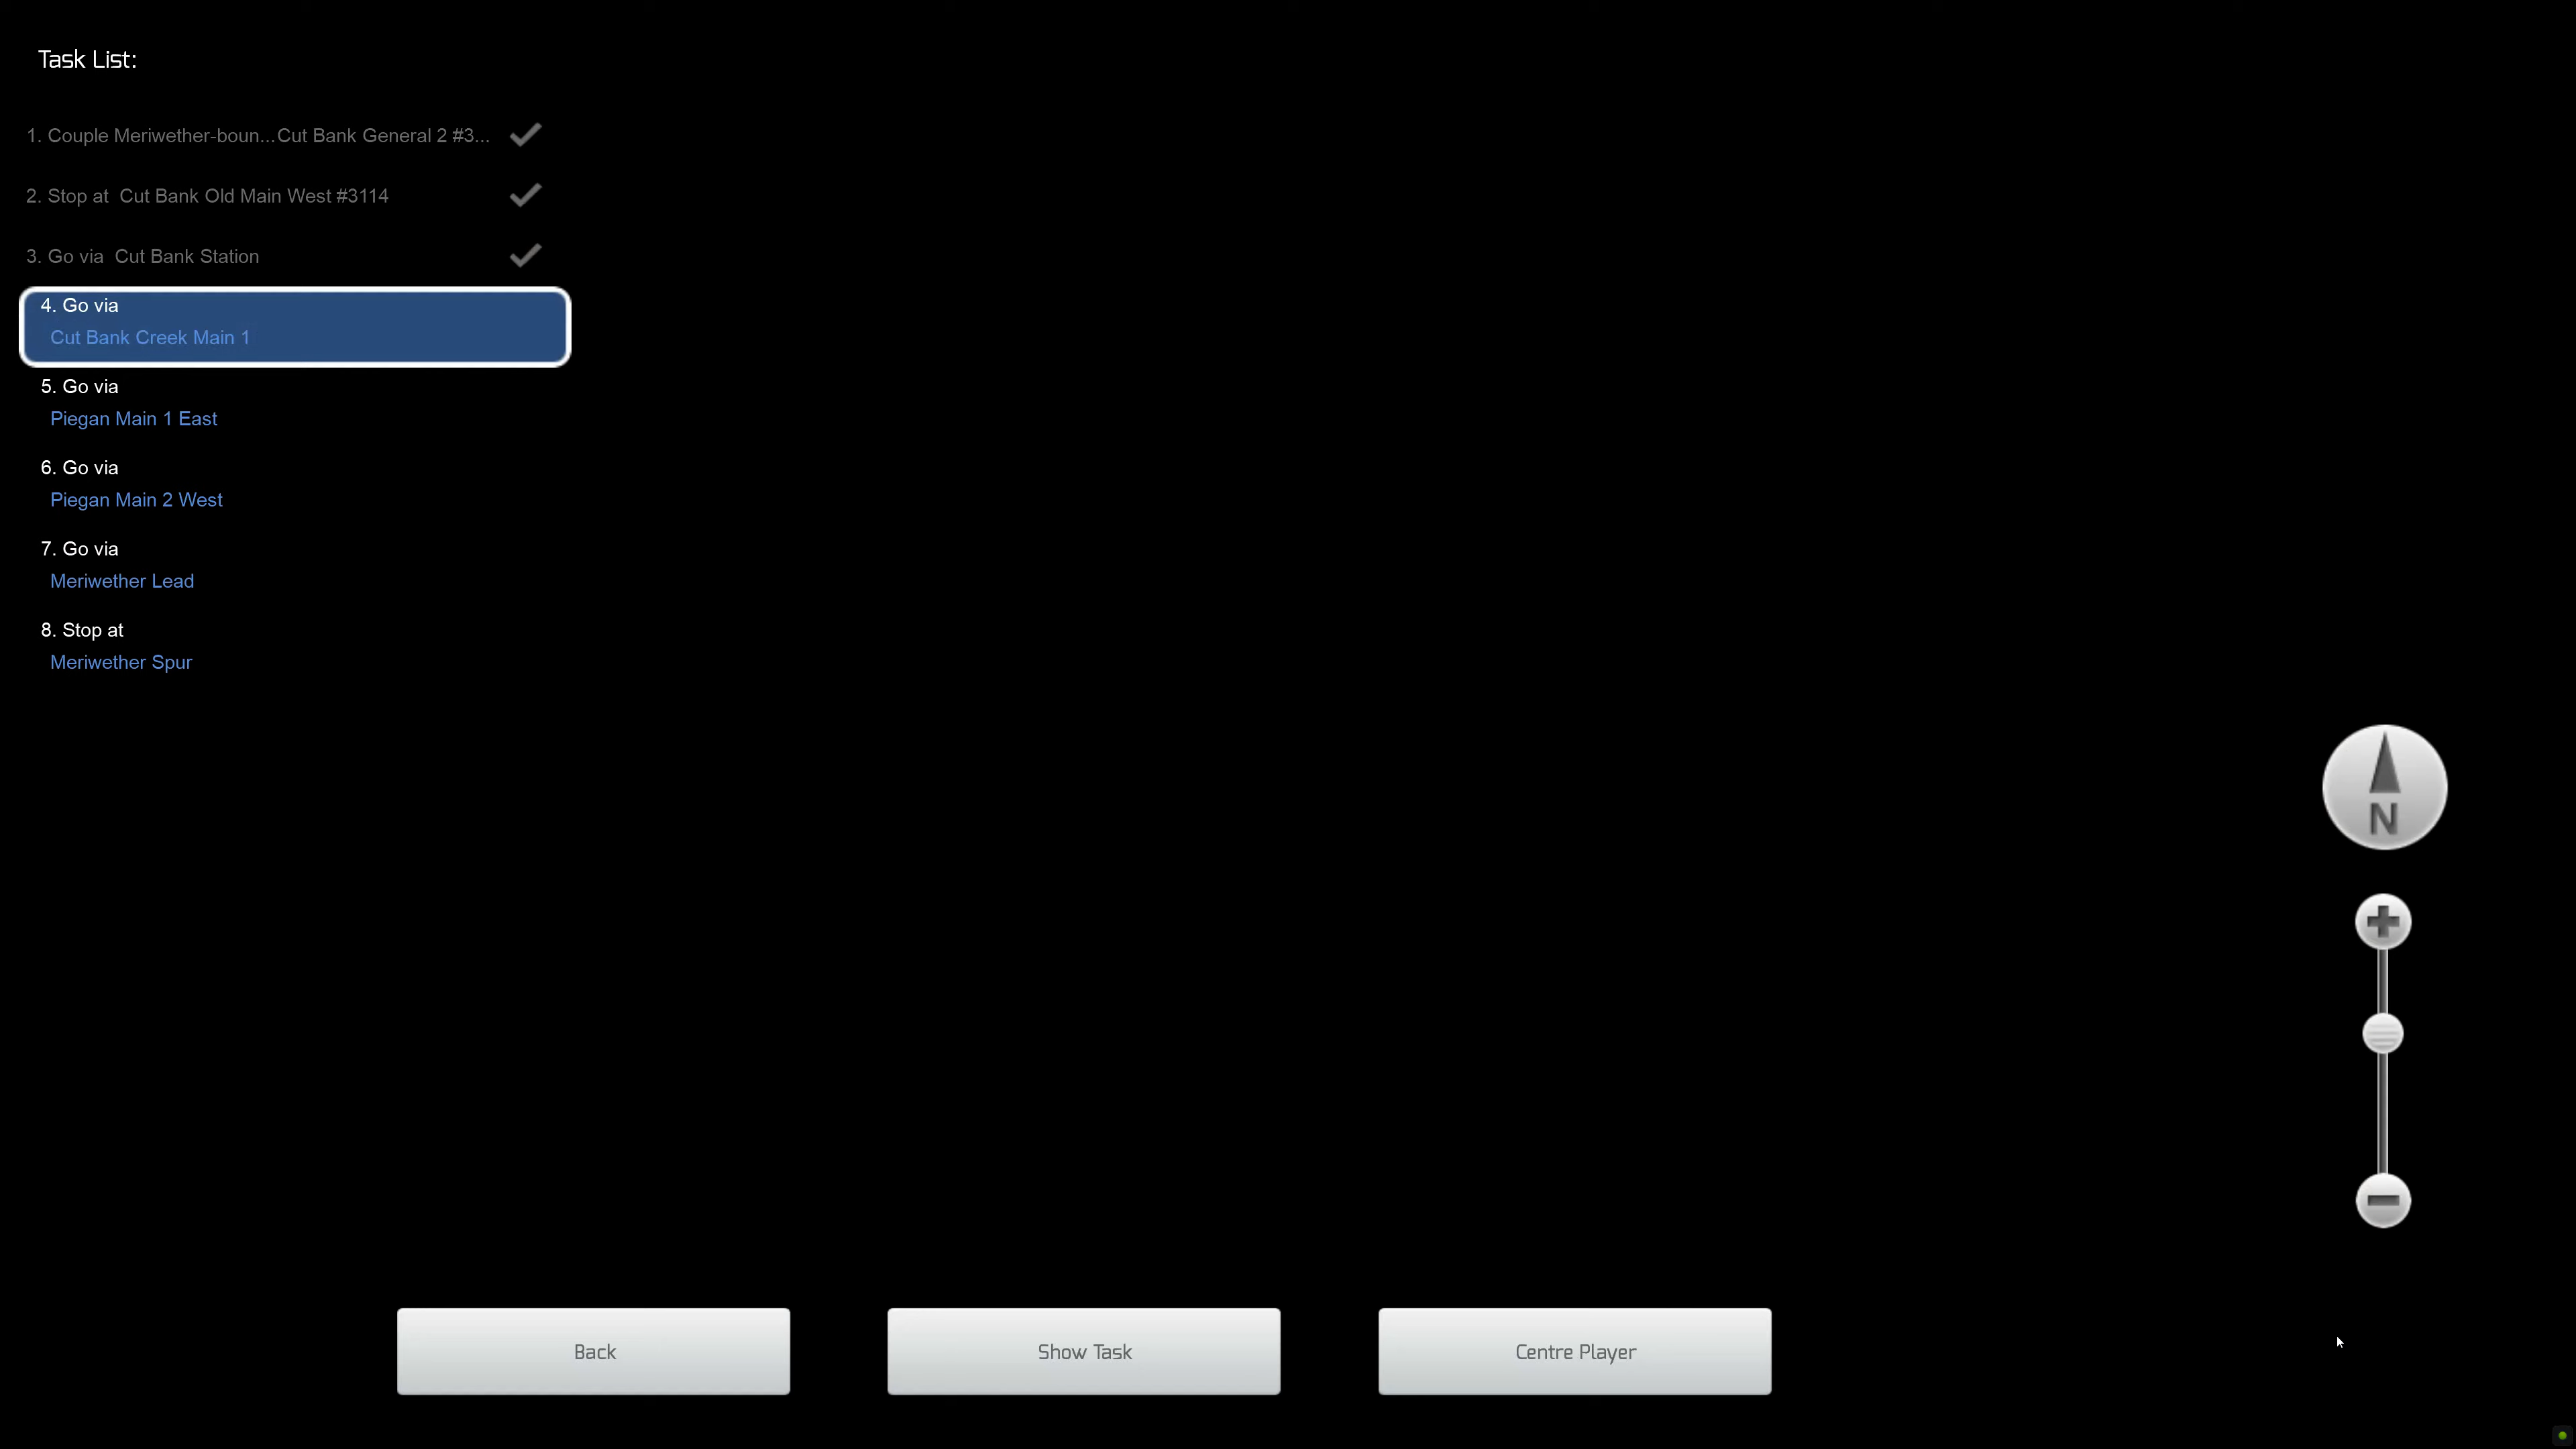 Task List:
1. Couple Meriwether-boun...Cut Bank General 2 #3...
2. Stop at  Cut Bank Old Main West #3114
3. Go via  Cut Bank Station
4. Go via
Cut Bank Creek Main 1
5. Go via
Piegan Main 1 East
6. Go via
Piegan Main 2 West
7. Go via
Meriwether Lead
8. Stop at
Meriwether Spur
N
Back
Show Task
Centre Player